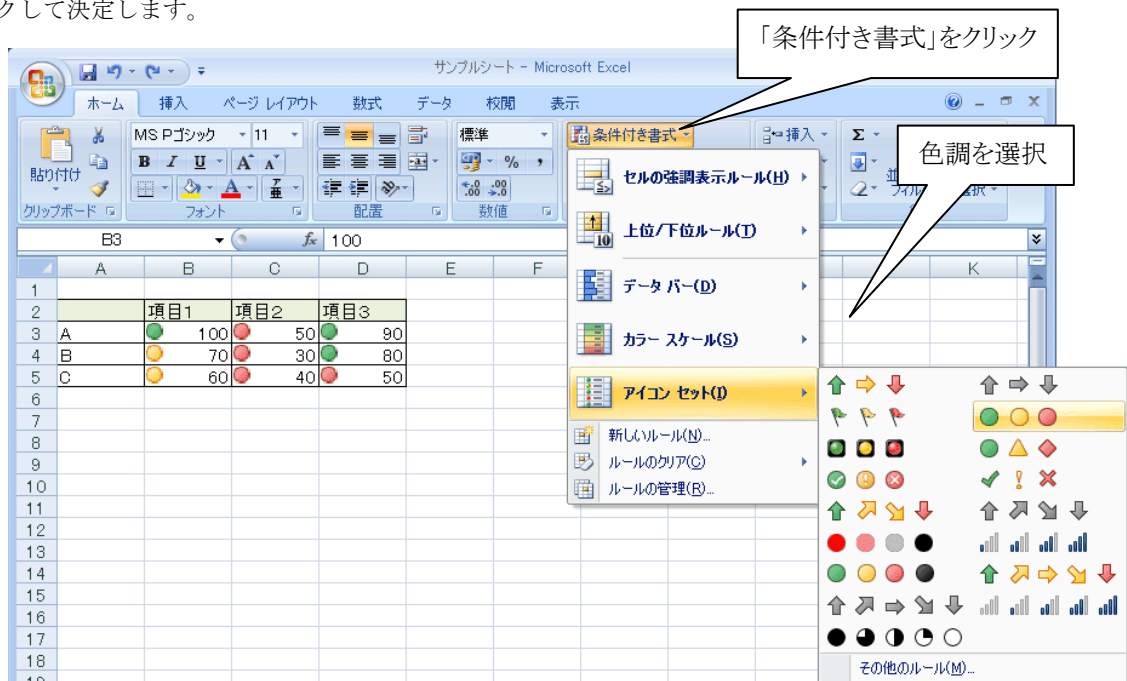 クして決定します。
「条件付き書式」をクリック
サンプルシート - Microsoft Excel
ホーム 挿入 ページ レイアウト 数式 データ 校閲 表示
MS Pゴシック 11 標準 条件付き書式 挿入 Σ
色調を選択
B I U A A %
貼り付け
クリップボード フォント 配置 数値
セルの強調表示ルール(H)
B3 fx 100
上位/下位ルール(T)
A B C D E F K
データ バー(D)
1
2 項目1 項目2 項目3
3 A 100 50 90
カラー スケール(S)
4 B 70 30 80
5 C 60 40 50
アイコン セット(I)
6
7
新しいルール(N)...
8
ルールのクリア(C)
9
ルールの管理(R)...
10
11
12
13
14
15
16
17
18
その他のルール(M)...